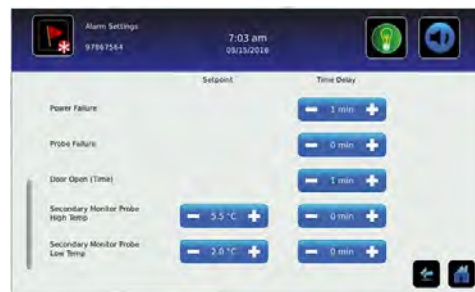 Alarm Settings
97867564
7:03 am
09/15/2016
Setpoint
Time Delay
Power Failure
− 1 min +
Probe Failure
− 0 min +
Door Open (Time)
− 1 min +
Secondary Monitor Probe
High Temp
− 5.5 °C + − 0 min +
Secondary Monitor Probe
Low Temp
− 2.0 °C + − 0 min +